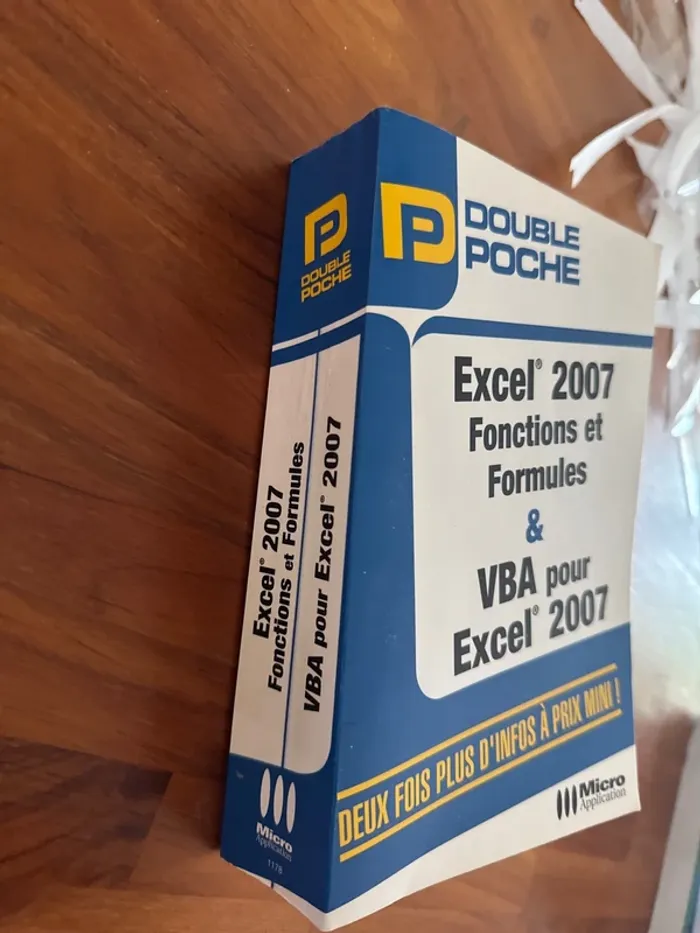 DOUBLE
POCHE
Excel® 2007
Fonctions et Formules
VBA pour Excel® 2007
Micro
Application
1178
DOUBLE
POCHE
Excel® 2007
Fonctions et
Formules
&
VBA pour
Excel® 2007
DEUX FOIS PLUS D'INFOS À PRIX MINI !
Micro
Application